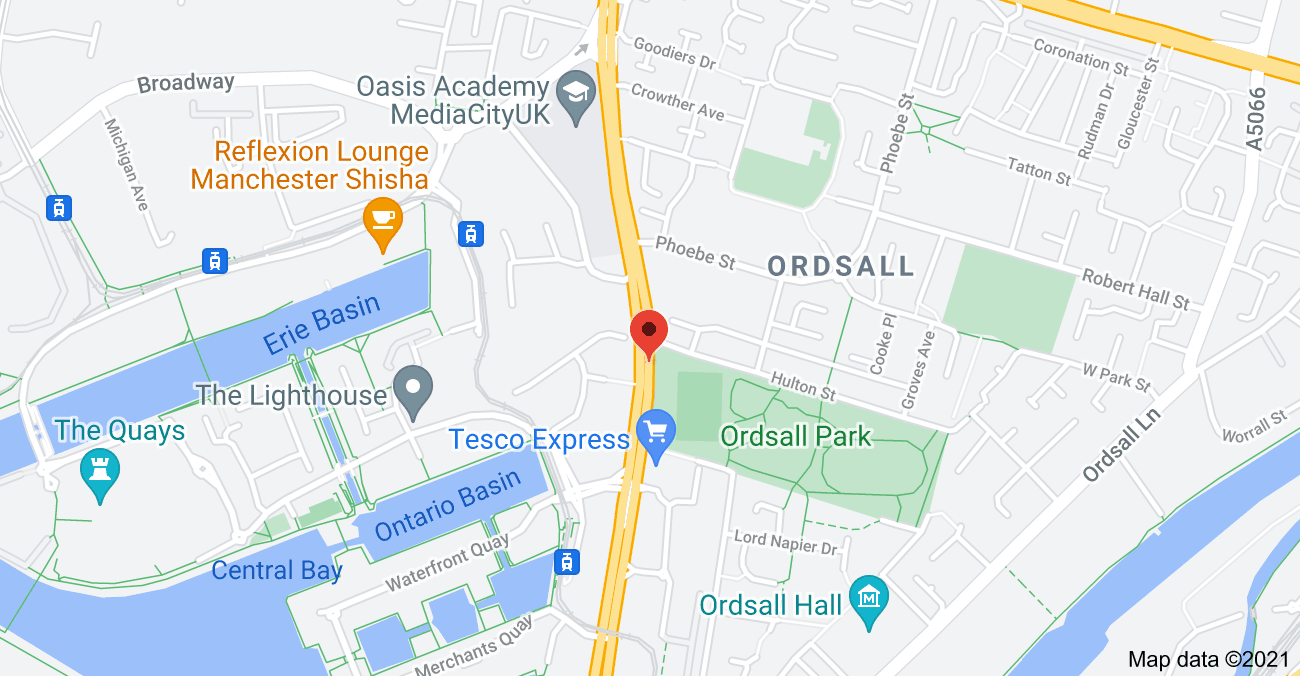 Goodiers Dr
Coronation St
Broadway
Oasis Academy
MediaCityUK
Crowther Ave
Rudman Dr
Gloucester St
A5066
Michigan Ave
Phoebe St
Reflexion Lounge
Manchester Shisha
Tatton St
Phoebe St
ORDSALL
Robert Hall St
Erie Basin
Cooke Pl
Groves Ave
W Park St
Hulton St
The Lighthouse
The Quays
Tesco Express
Ordsall Park
Ordsall Ln
Worrall St
Ontario Basin
Lord Napier Dr
Central Bay
Waterfront Quay
Ordsall Hall
Merchants Quay
Map data ©2021